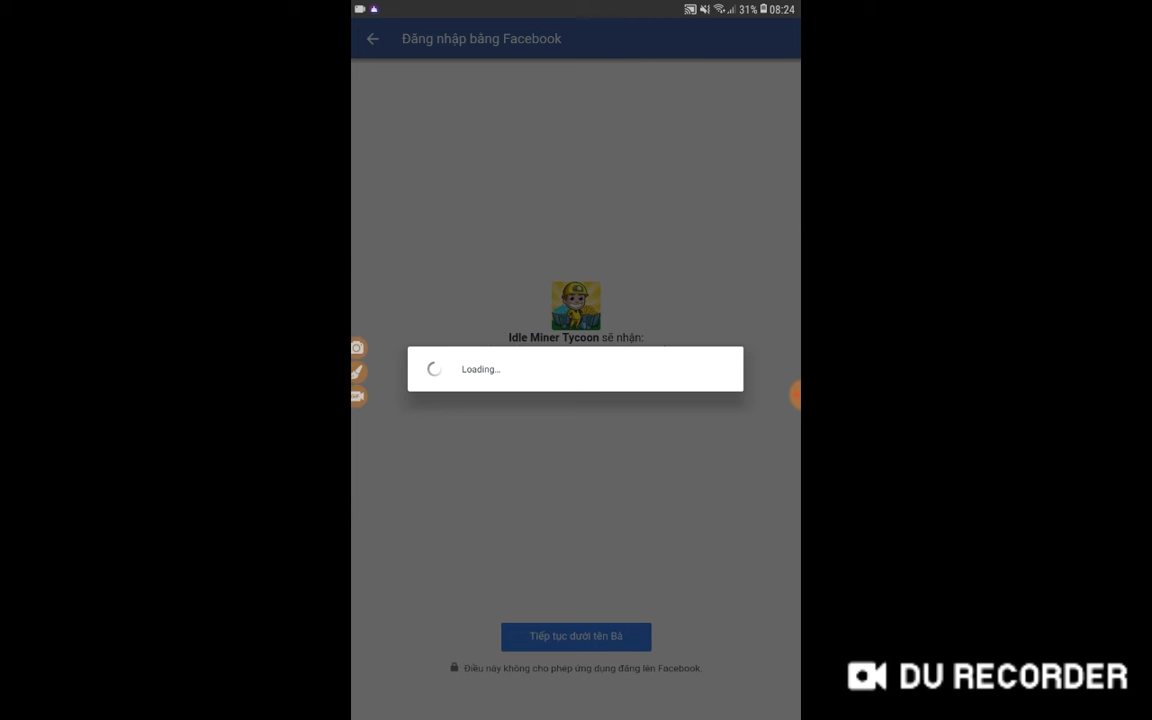 31% 08:24
Đăng nhập bằng Facebook
Idle Miner Tycoon sẽ nhận:
Loading...
Tiếp tục dưới tên Bà
Điều này không cho phép ứng dụng đăng lên Facebook.
DU RECORDER